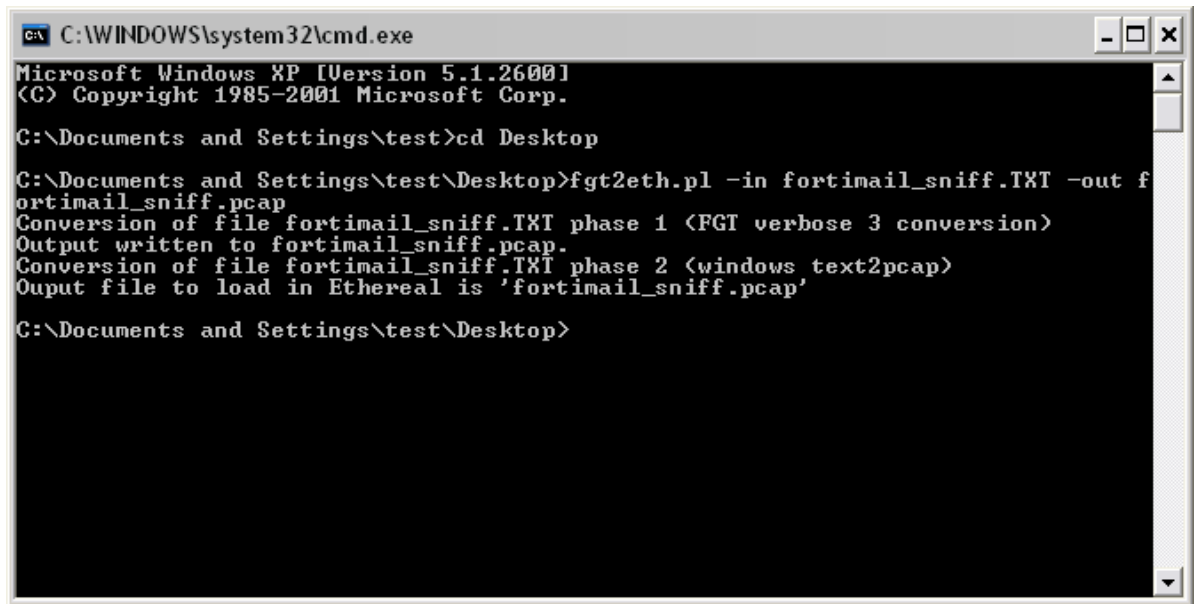 C:\WINDOWS\system32\cmd.exe
Microsoft Windows XP [Version 5.1.2600]
(C) Copyright 1985-2001 Microsoft Corp.
C:\Documents and Settings\test>cd Desktop
C:\Documents and Settings\test\Desktop>fgt2eth.pl -in fortimail_sniff.TXT -out f
ortimail_sniff.pcap
Conversion of file fortimail_sniff.TXT phase 1 (FGT verbose 3 conversion)
Output written to fortimail_sniff.pcap.
Conversion of file fortimail_sniff.TXT phase 2 (windows text2pcap)
Ouput file to load in Ethereal is 'fortimail_sniff.pcap'
C:\Documents and Settings\test\Desktop>